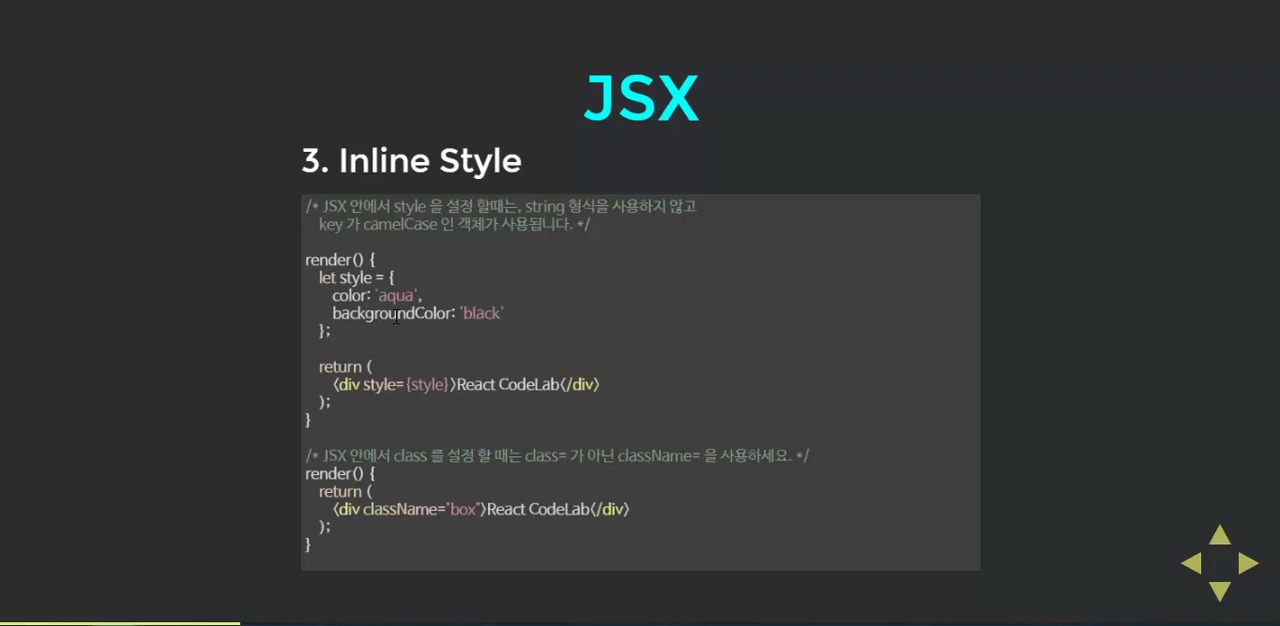 JSX
3. Inline Style
/* JSX 안에서 style 을 설정 할때는, string 형식을 사용하지 않고
key 가 camelCase 인 객체가 사용됩니다. */
render() {
let style = {
color: 'aqua',
backgroundColor: 'black'
};
return (
<div style={style}>React CodeLab</div>
);
}
/* JSX 안에서 class 를 설정 할 때는 class= 가 아닌 className= 을 사용하세요. */
render() {
return (
<div className="box">React CodeLab</div>
);
}